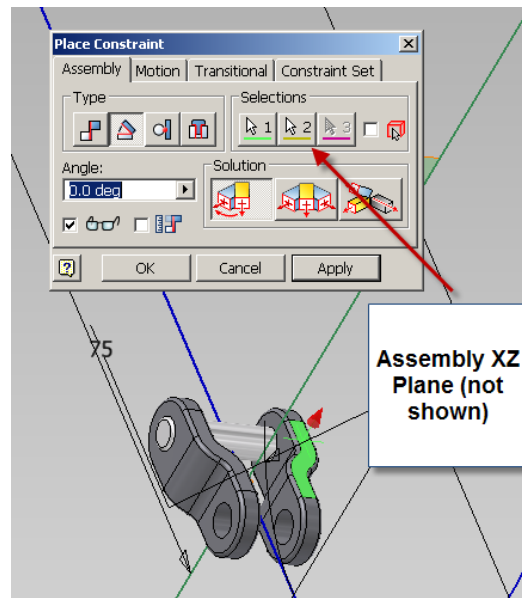 Place Constraint
Assembly Motion Transitional Constraint Set
Type Selections
1 2 3
Angle: Solution
0.0 deg
? OK Cancel Apply
75
Assembly XZ
Plane (not
shown)